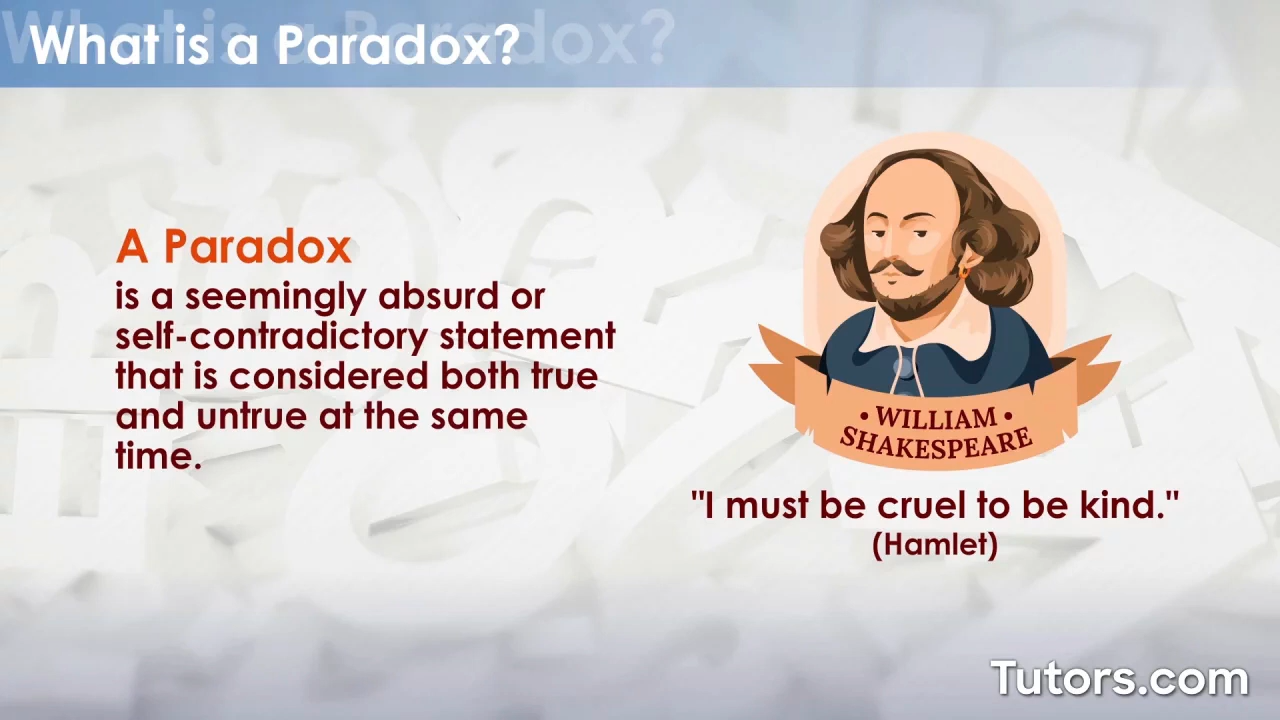 What is a Paradox?
A Paradox
is a seemingly absurd or
self-contradictory statement
that is considered both true
and untrue at the same
time.
• WILLIAM •
SHAKESPEARE
"I must be cruel to be kind."
(Hamlet)
Tutors.com